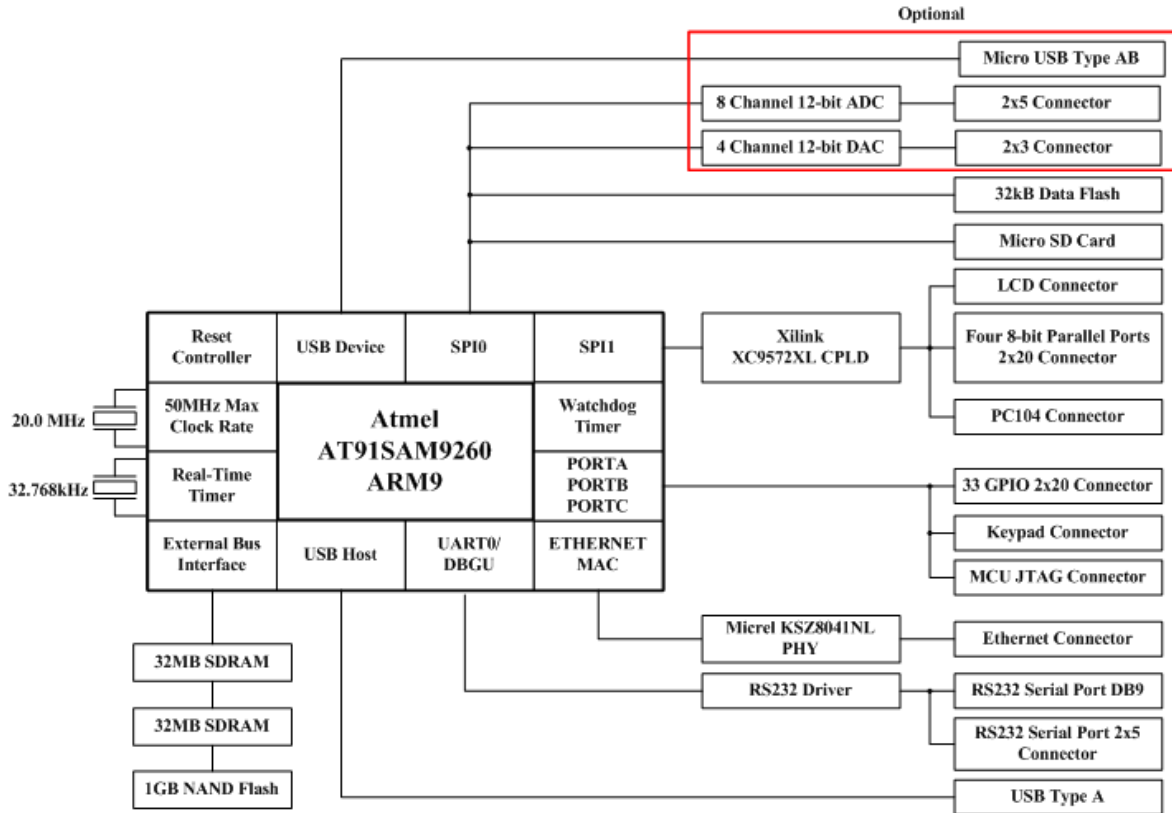 Optional
Micro USB Type AB
8 Channel 12-bit ADC
2x5 Connector
4 Channel 12-bit DAC
2x3 Connector
32kB Data Flash
Micro SD Card
LCD Connector
Reset
Controller
USB Device
SPI0
SPI1
Xilink
XC9572XL CPLD
Four 8-bit Parallel Ports
2x20 Connector
20.0 MHz
50MHz Max
Clock Rate
Atmel
AT91SAM9260
ARM9
Watchdog
Timer
PC104 Connector
32.768kHz
Real-Time
Timer
PORTA
PORTB
PORTC
33 GPIO 2x20 Connector
External Bus
Interface
USB Host
UART0/
DBGU
ETHERNET
MAC
Keypad Connector
MCU JTAG Connector
Micrel KSZ8041NL
PHY
Ethernet Connector
32MB SDRAM
RS232 Driver
RS232 Serial Port DB9
32MB SDRAM
RS232 Serial Port 2x5
Connector
1GB NAND Flash
USB Type A